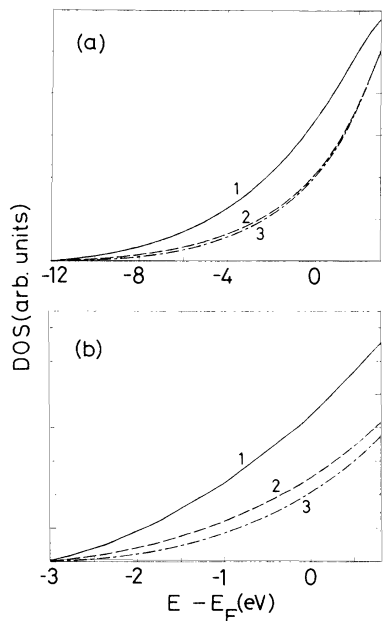 (a)
1
2
3
-12 -8 -4 0
DOS(arb. units)
(b)
1
2
3
-3 -2 -1 0
E - E_F (eV)